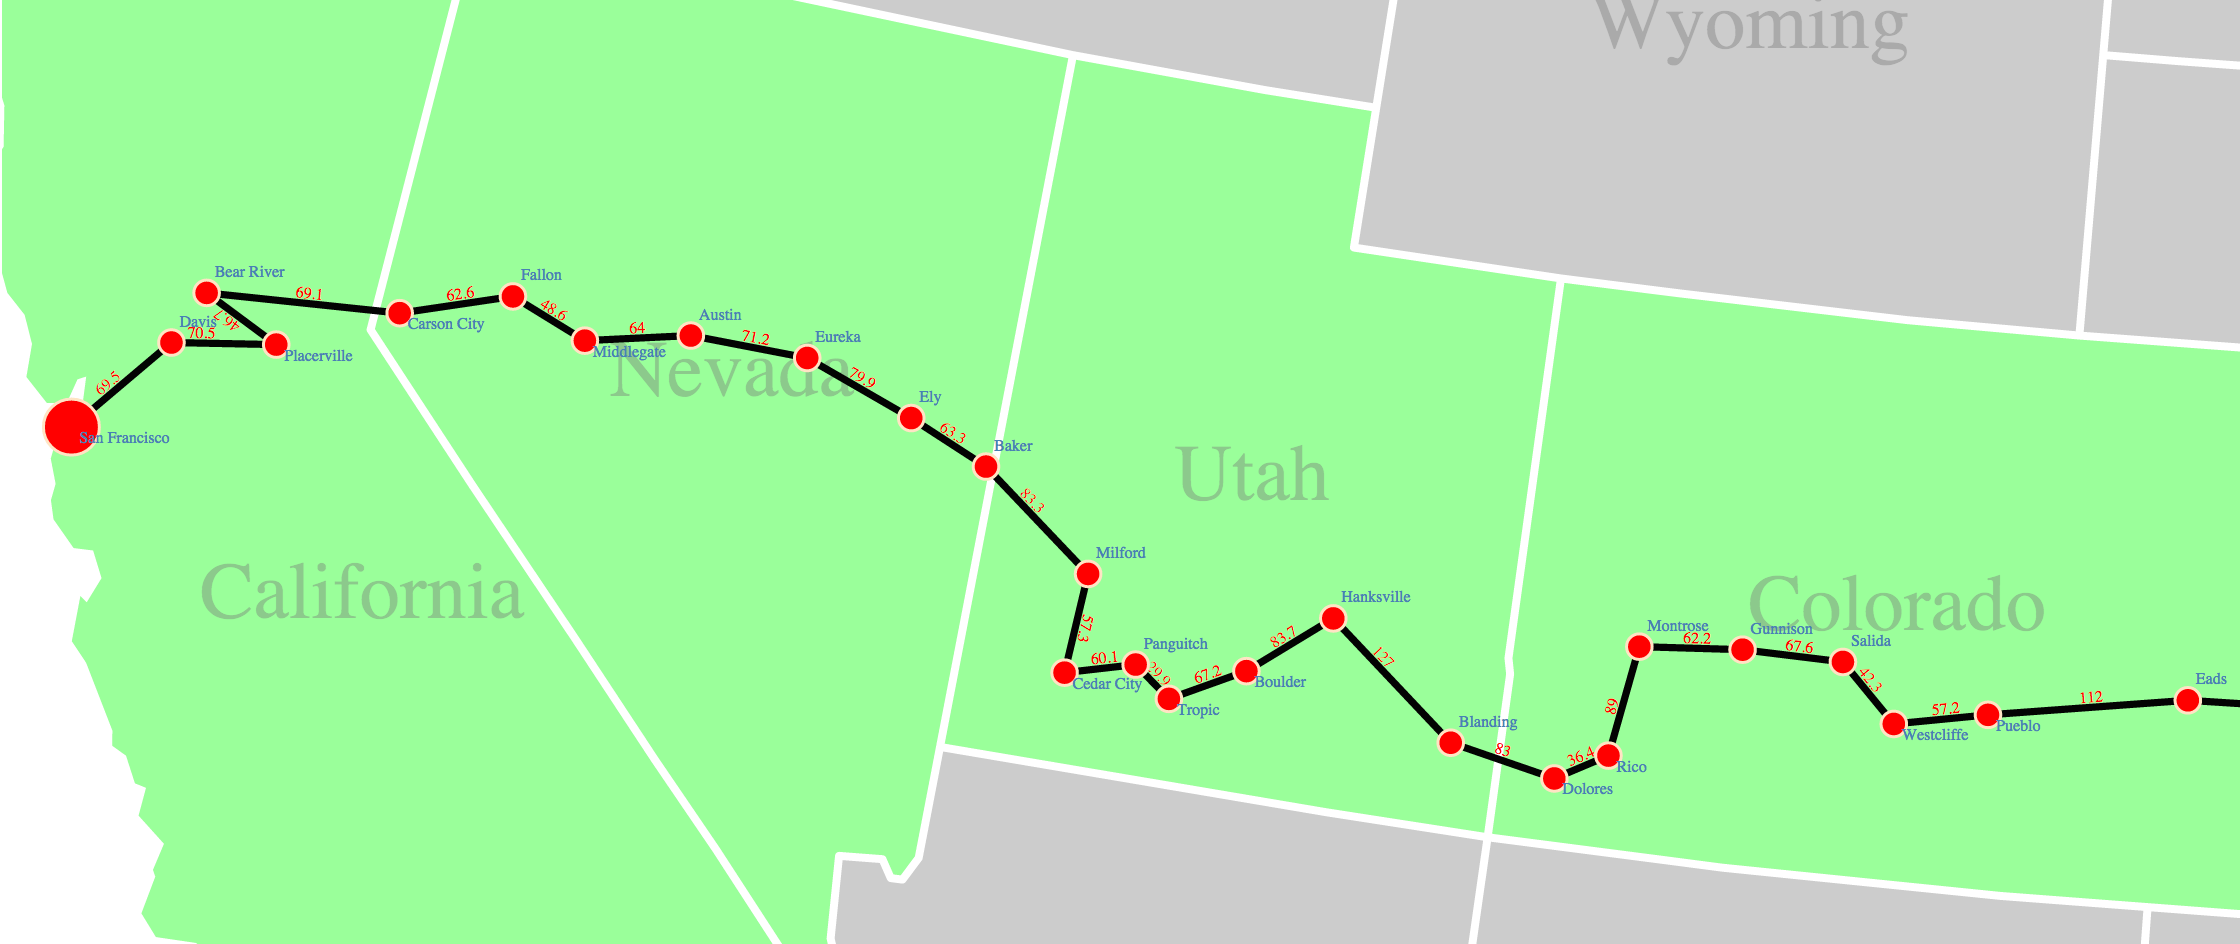 Wyoming
Bear River
69.1
Fallon
62.6
Carson City
48.6
Davis
46.7
70.5
Placerville
Austin
64
71.2
Middlegate
Eureka
Nevada
79.9
69.5
San Francisco
Ely
63.3
Baker
Utah
83.3
Milford
California
Colorado
57.3
Hanksville
83.7
Panguitch
60.1
Cedar City
29.9
Tropic
67.2
Boulder
127
Blanding
83
Dolores
36.4
Rico
89
Montrose
62.2
Gunnison
67.6
Salida
42.3
Westcliffe
57.2
Pueblo
112
Eads